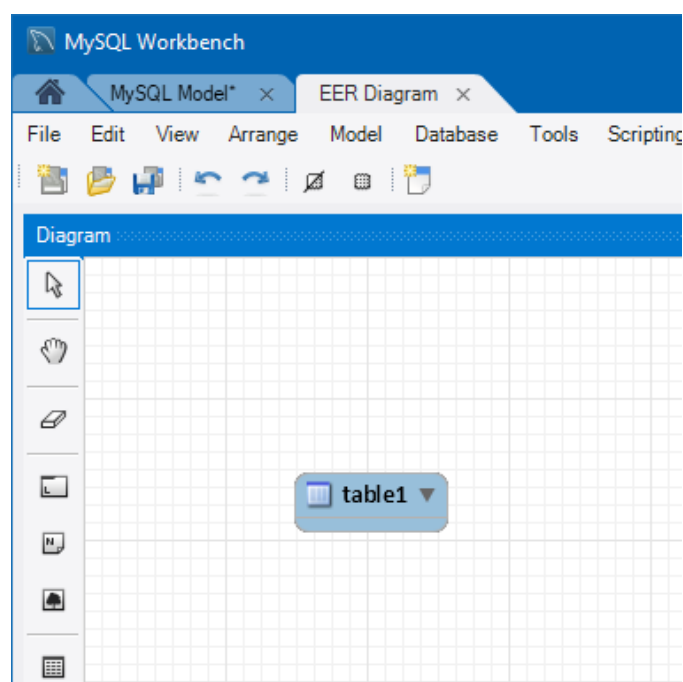 MySQL Workbench
MySQL Model* × EER Diagram ×
File Edit View Arrange Model Database Tools Scripting
Diagram
N
table1